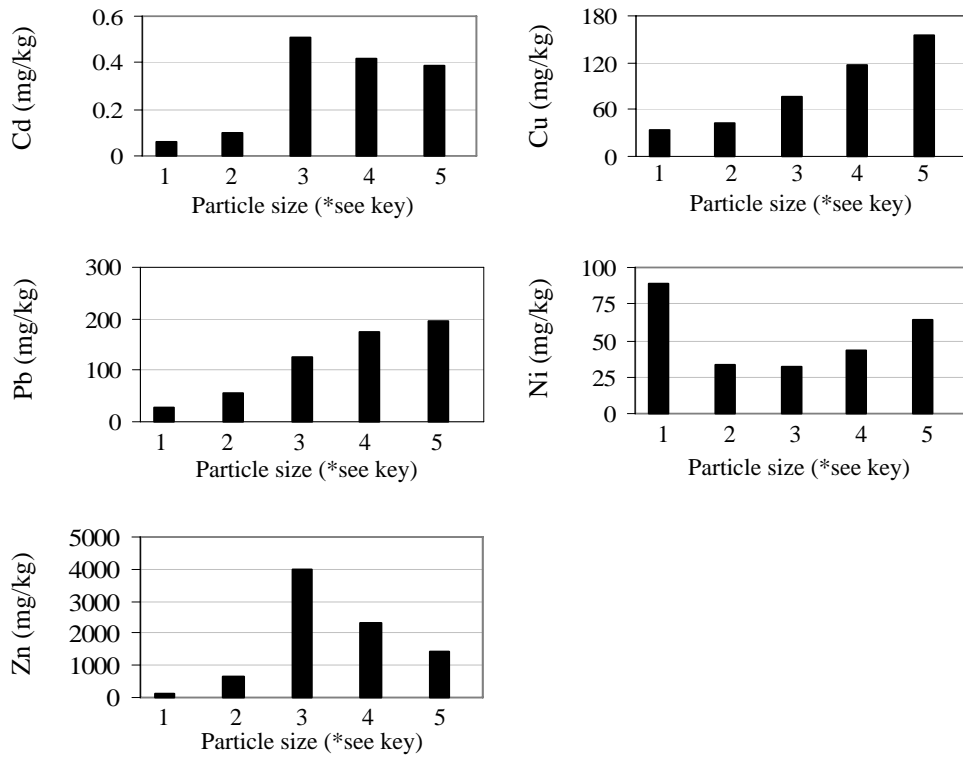 Cd (mg/kg)
0.6
0.4
0.2
0
1 2 3 4 5
Particle size (*see key)
Cu (mg/kg)
180
120
60
0
1 2 3 4 5
Particle size (*see key)
Pb (mg/kg)
300
200
100
0
1 2 3 4 5
Particle size (*see key)
Ni (mg/kg)
100
75
50
25
0
1 2 3 4 5
Particle size (*see key)
Zn (mg/kg)
5000
4000
3000
2000
1000
0
1 2 3 4 5
Particle size (*see key)